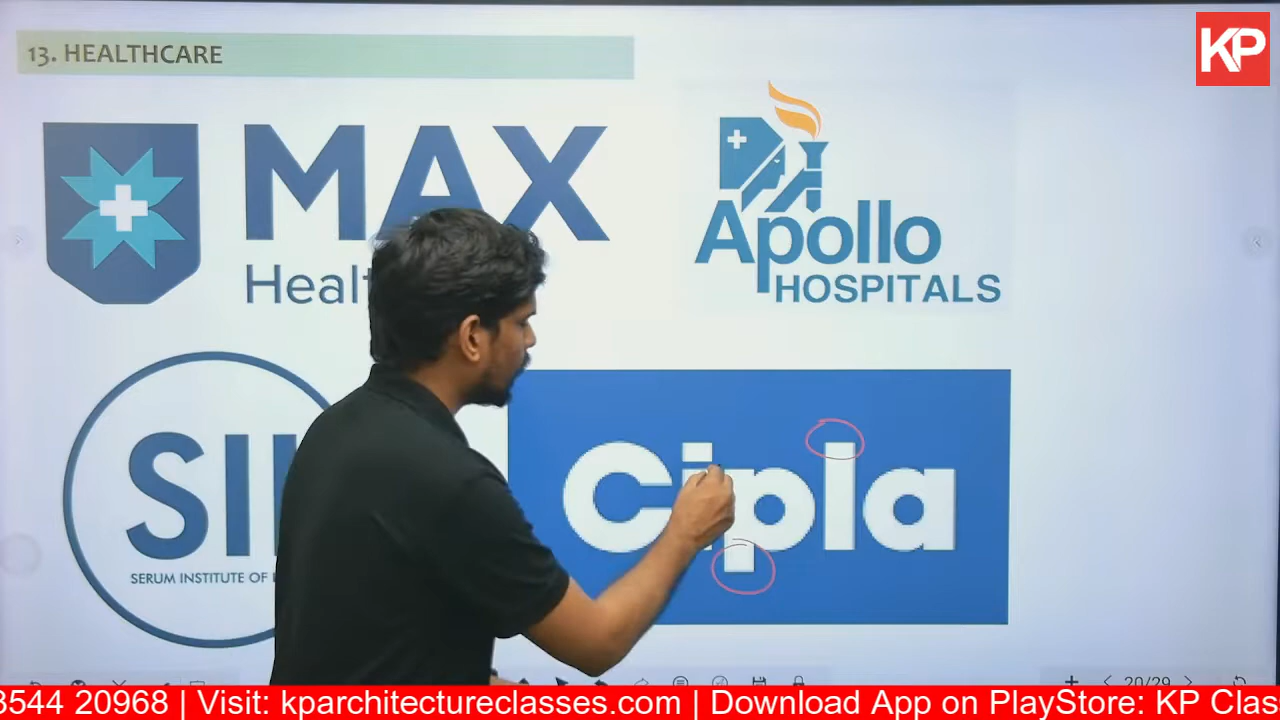 13. HEALTHCARE
KP
MAX
Healt
Apollo
HOSPITALS
SII
SERUM INSTITUTE OF
Cipla
20/29
3544 20968 | Visit: kparchitectureclasses.com | Download App on PlayStore: KP Clas